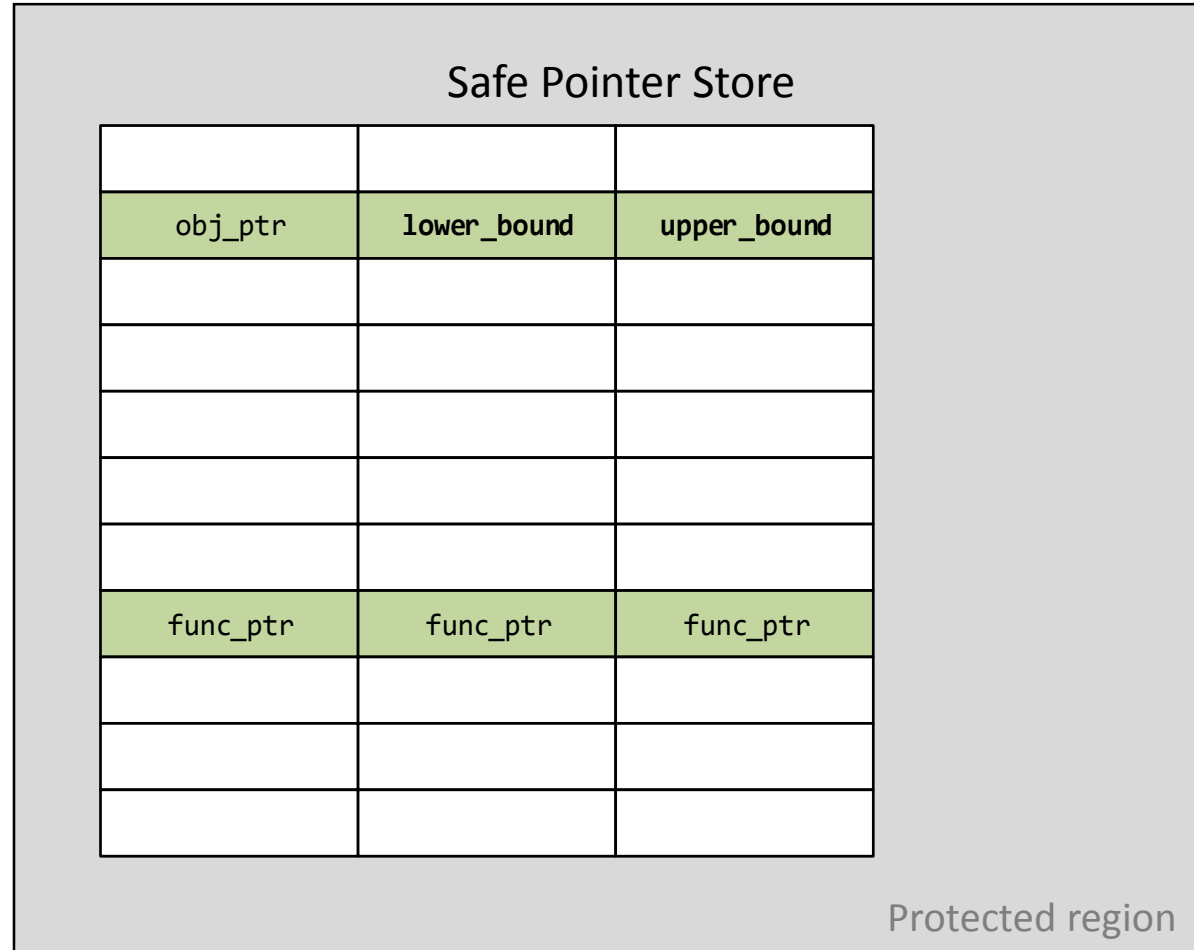 Safe Pointer Store
obj_ptr lower_bound upper_bound
func_ptr func_ptr func_ptr
Protected region